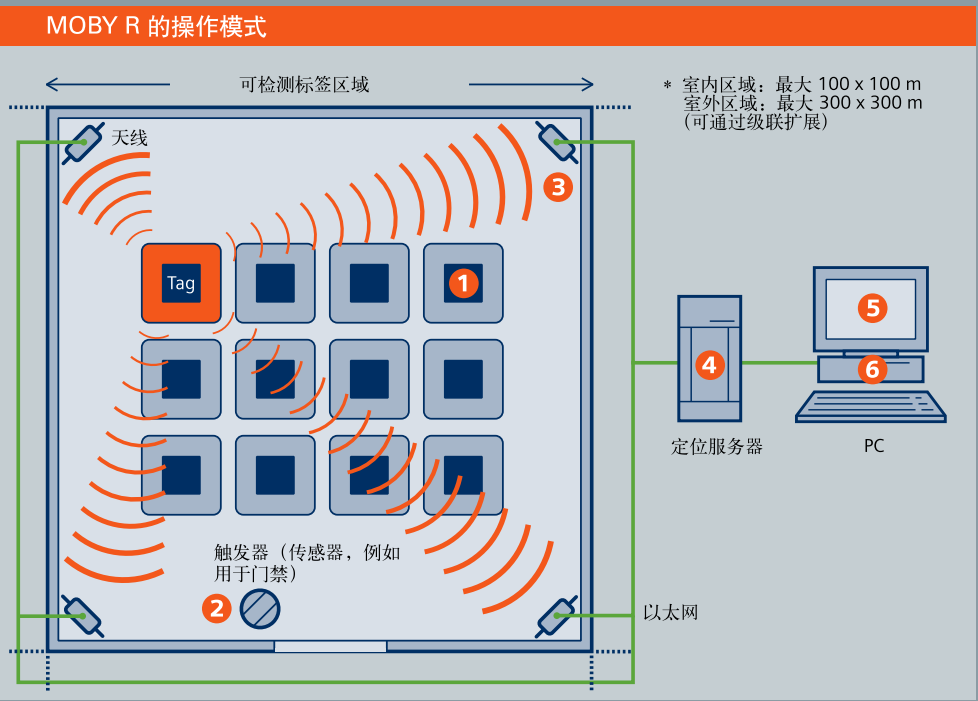 MOBY R 的操作模式
可检测标签区域
* 室内区域：最大 100 x 100 m
室外区域：最大 300 x 300 m
（可通过级联扩展）
天线
3
Tag
1
5
4
6
定位服务器
PC
触发器（传感器，例如
用于门禁）
2
以太网